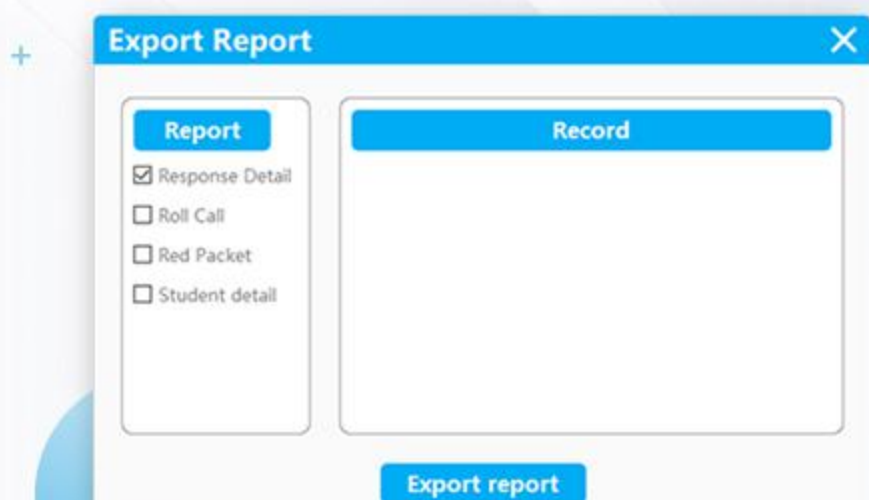 Export Report
Report
Record
Response Detail
Roll Call
Red Packet
Student detail
Export report